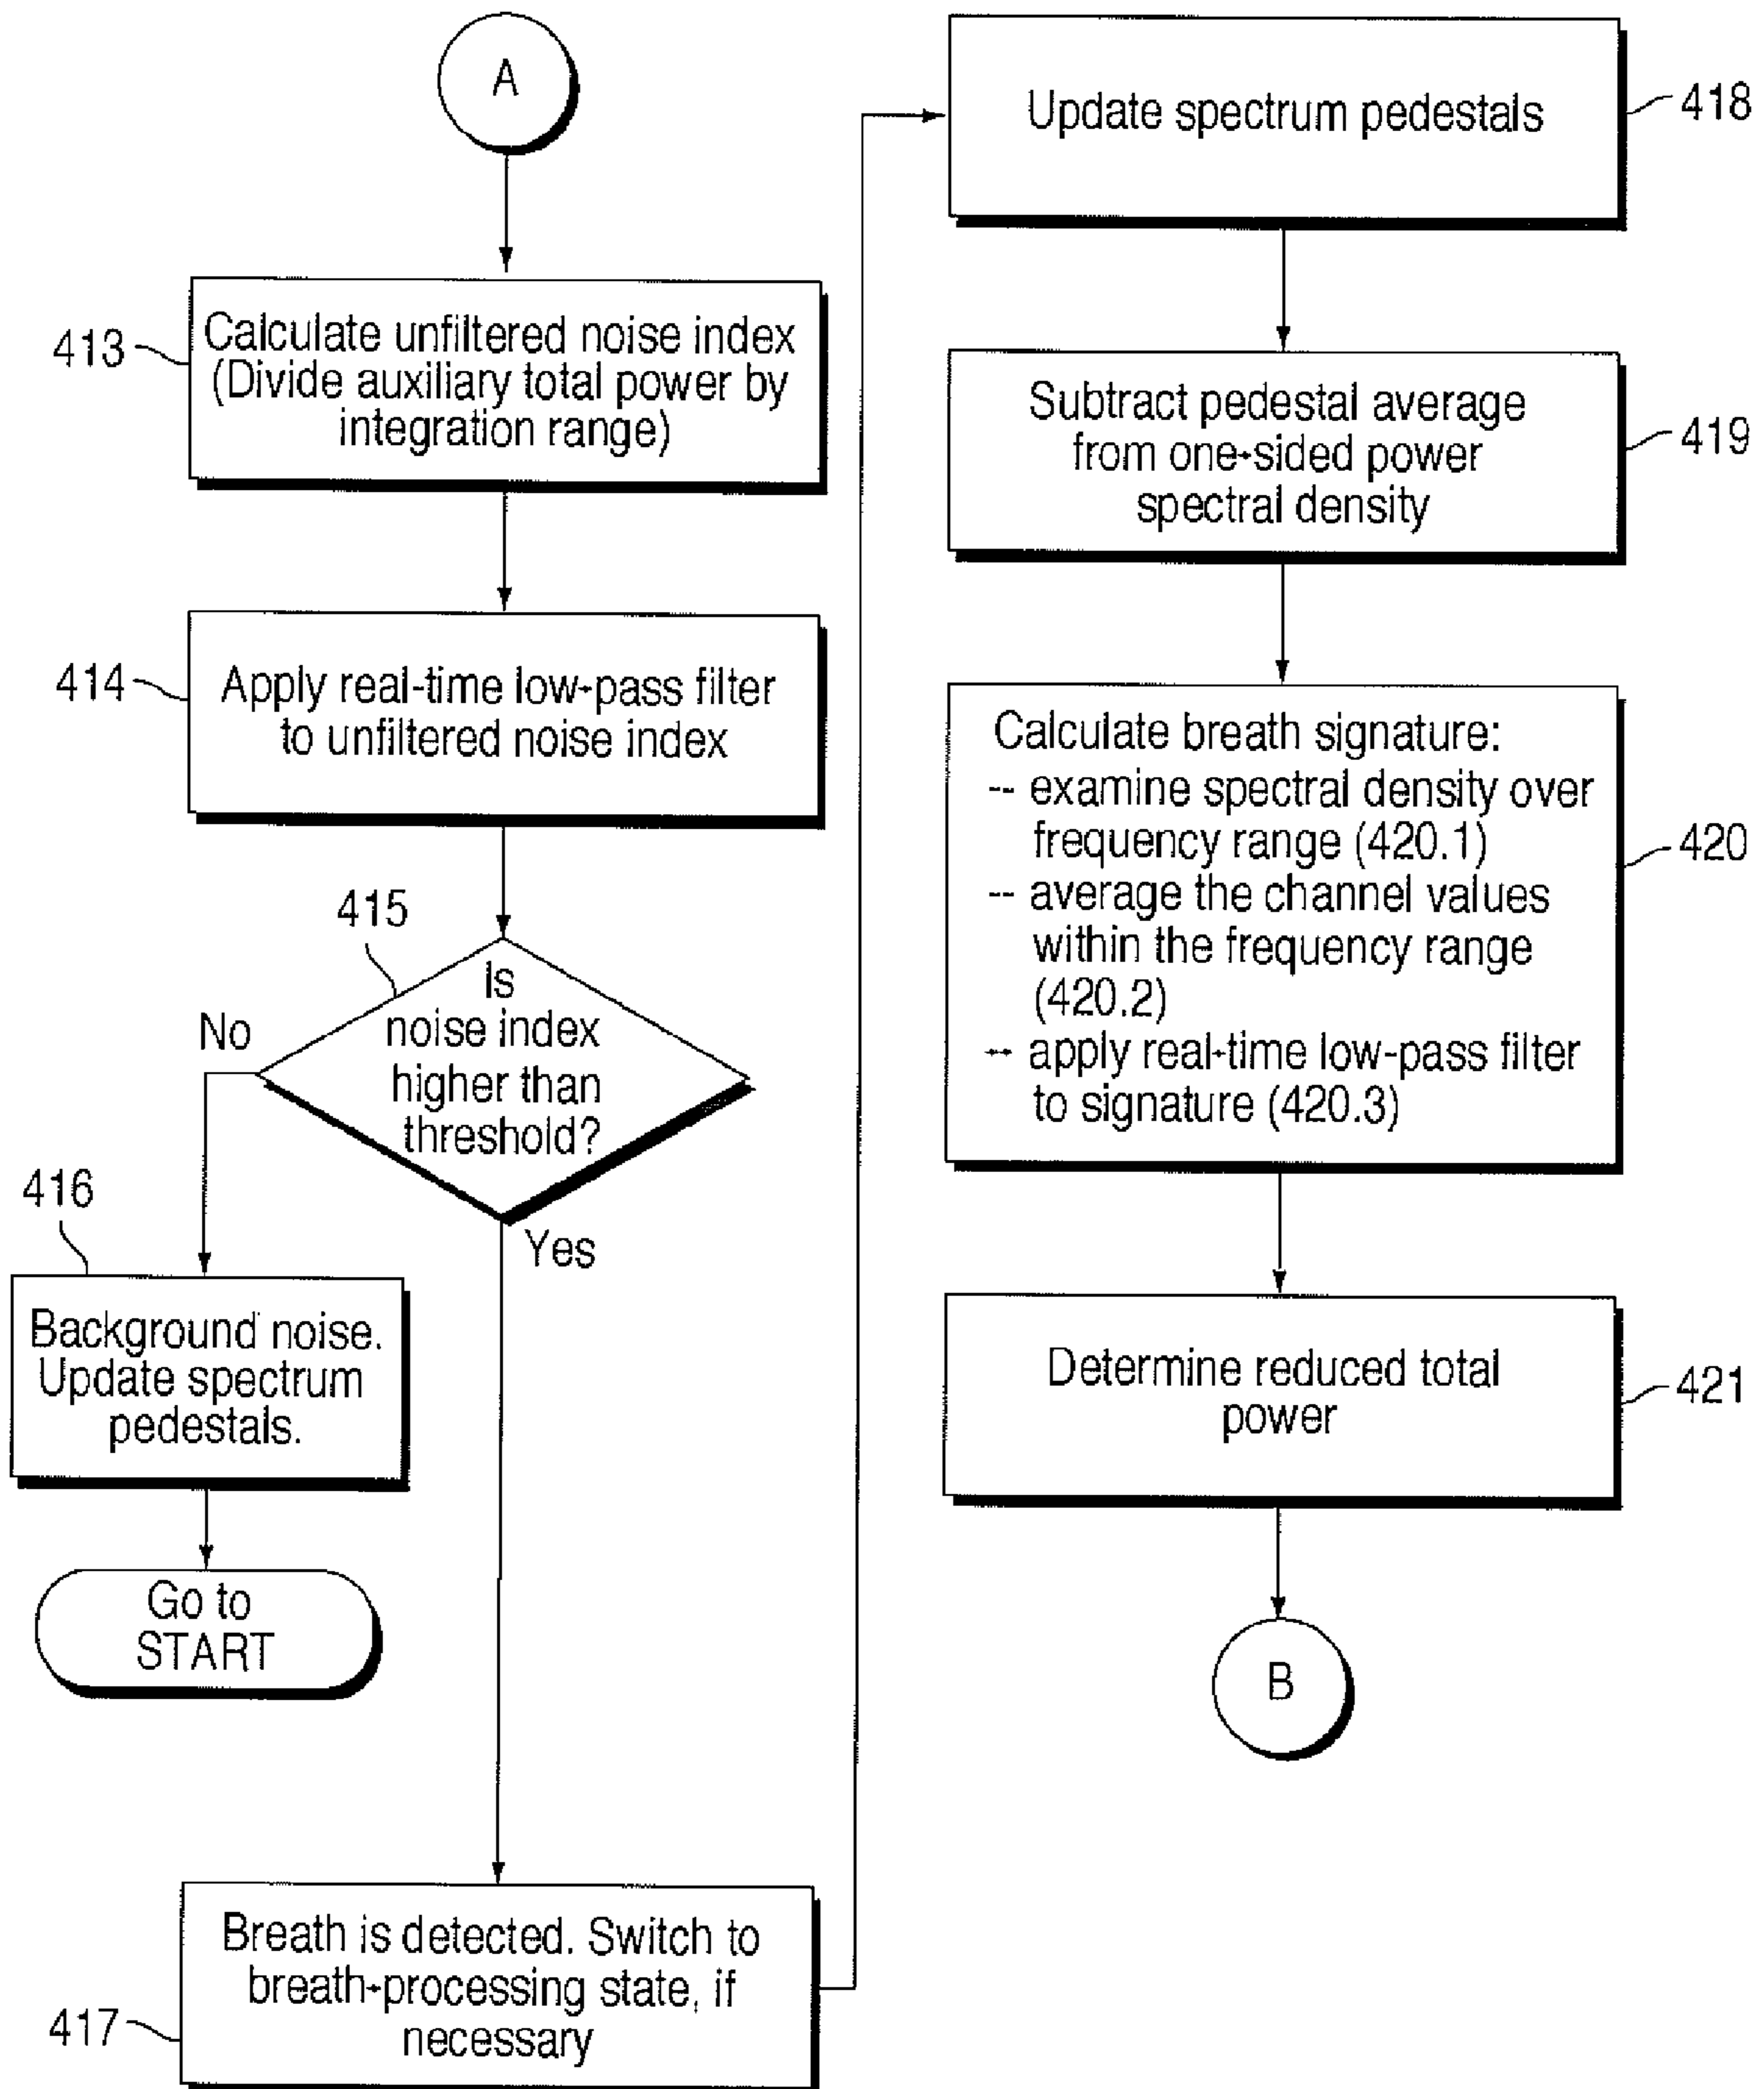 A
413
Calculate unfiltered noise index
(Divide auxiliary total power by
integration range)
414
Apply real-time low-pass filter
to unfiltered noise index
415
Is
noise index
higher than
threshold?
No
Yes
416
Background noise.
Update spectrum
pedestals.
Go to
START
417
Breath is detected. Switch to
breath-processing state, if
necessary
418
Update spectrum pedestals
419
Subtract pedestal average
from one-sided power
spectral density
420
Calculate breath signature:
-- examine spectral density over
frequency range (420.1)
-- average the channel values
within the frequency range
(420.2)
-- apply real-time low-pass filter
to signature (420.3)
421
Determine reduced total
power
B